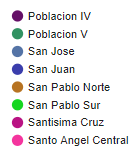 Poblacion IV
Poblacion V
San Jose
San Juan
San Pablo Norte
San Pablo Sur
Santisima Cruz
Santo Angel Central